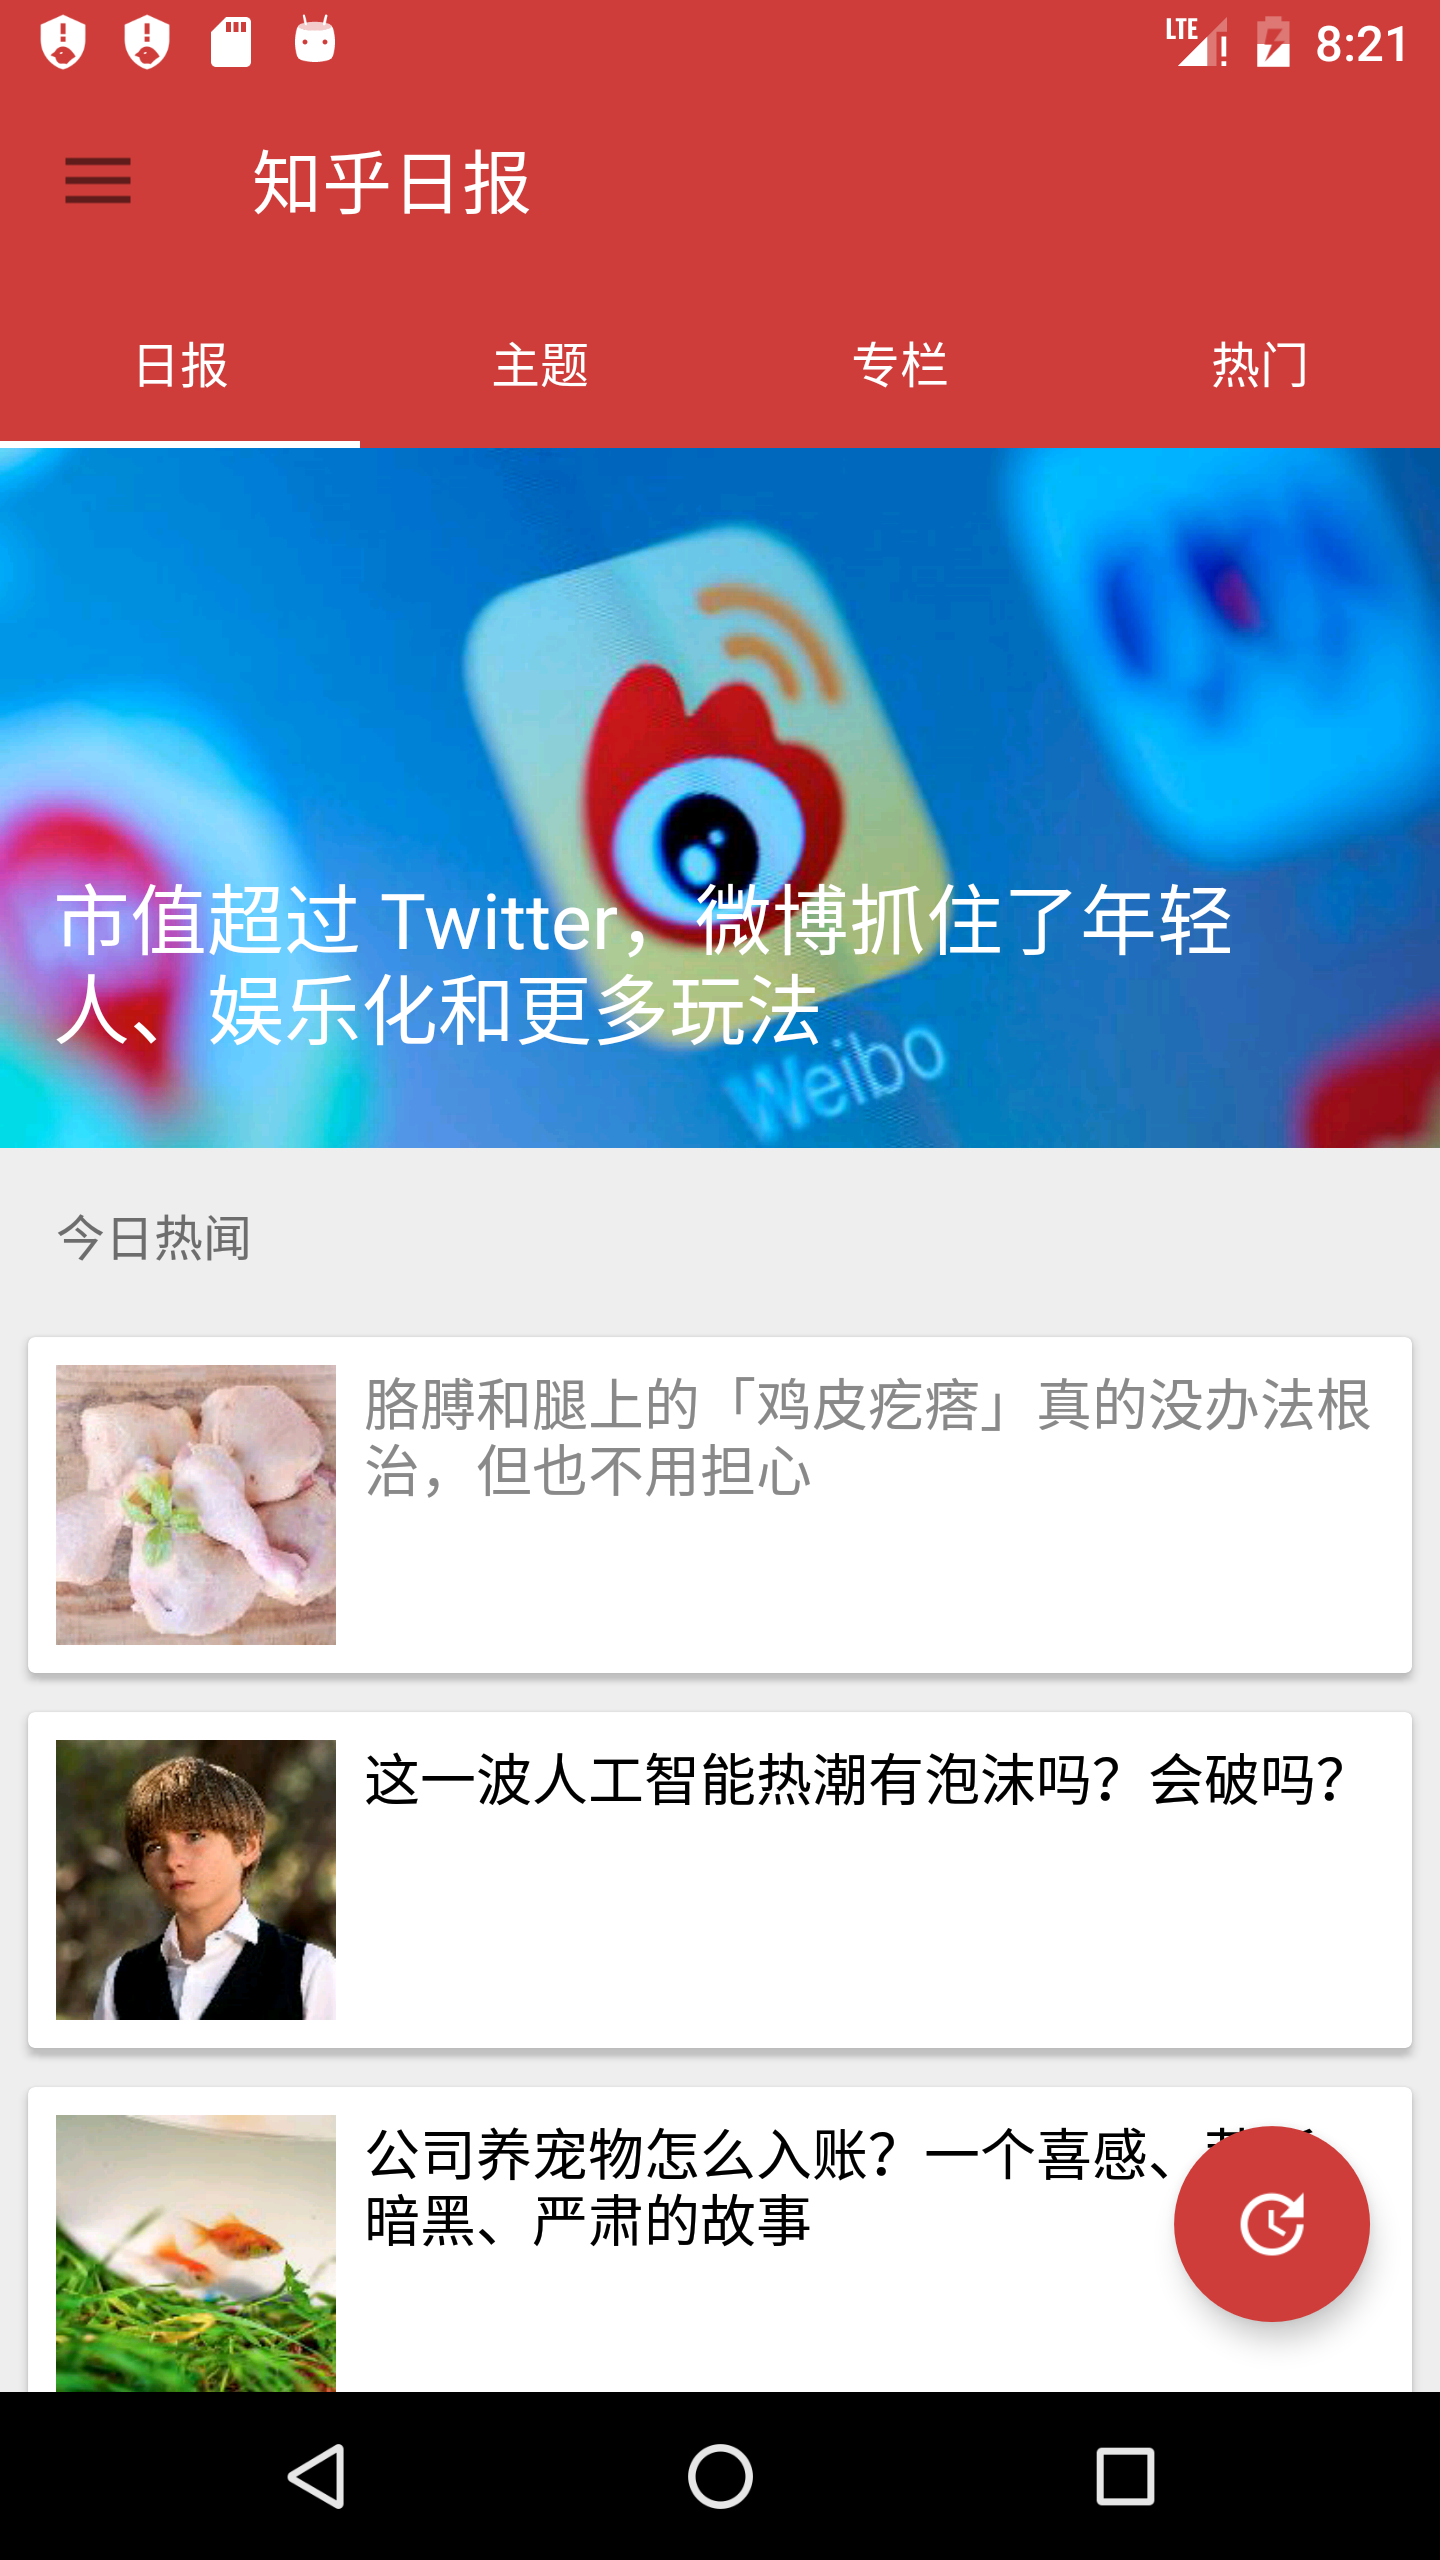 LTE 8:21
知乎日报
日报 主题 专栏 热门
Weibo
市值超过 Twitter，微博抓住了年轻
人、娱乐化和更多玩法
今日热闻
胳膊和腿上的「鸡皮疙瘩」真的没办法根
治，但也不用担心
这一波人工智能热潮有泡沫吗？会破吗？
公司养宠物怎么入账？一个喜感、
暗黑、严肃的故事